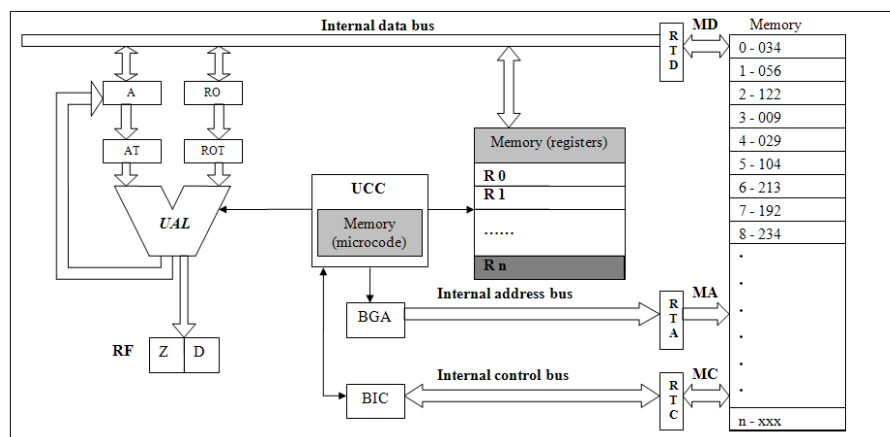 Internal data bus
R
T
D
MD
Memory
0 - 034
1 - 056
2 - 122
3 - 009
4 - 029
5 - 104
6 - 213
7 - 192
8 - 234
.
.
.
.
.
.
n - xxx
A
RO
AT
ROT
UAL
UCC
Memory
(microcode)
Memory (registers)
R 0
R 1
......
R n
Internal address bus
BGA
R
T
A
MA
RF
Z
D
Internal control bus
BIC
R
T
C
MC